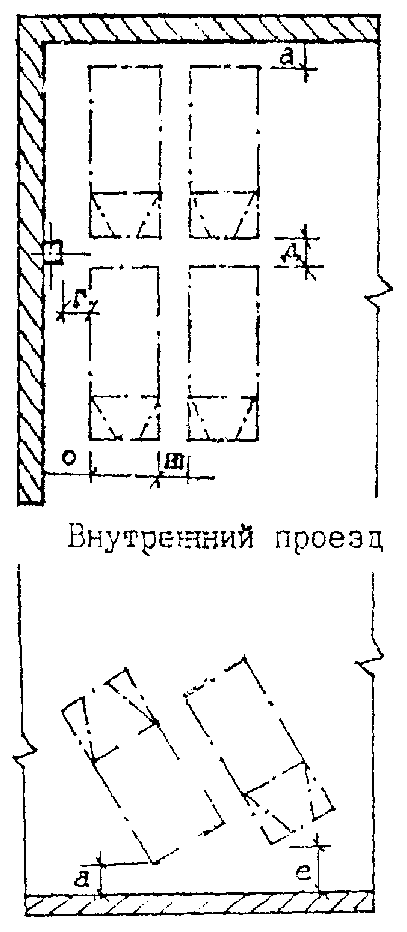 а
д
г
о ш
Внутренний проезд
а е